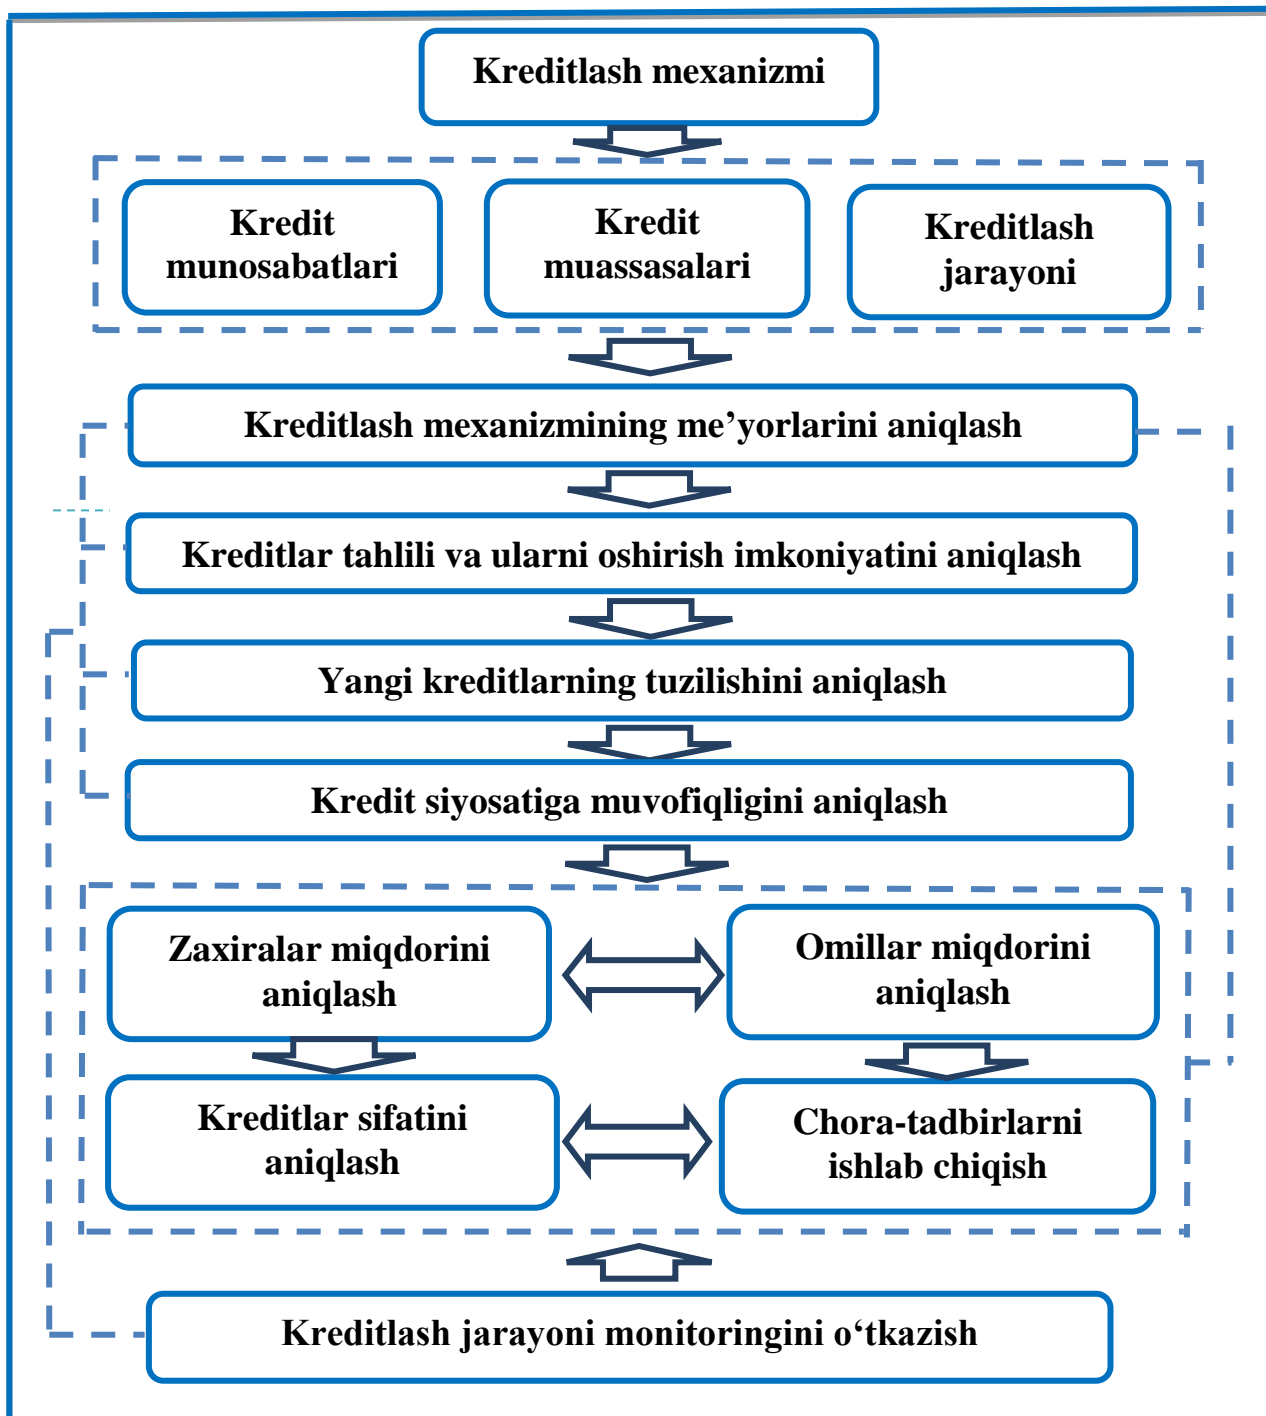 Kreditlash mexanizmi
Kredit
munosabatlari
Kredit
muassasalari
Kreditlash
jarayoni
Kreditlash mexanizmining me’yorlarini aniqlash
Kreditlar tahlili va ularni oshirish imkoniyatini aniqlash
Yangi kreditlarning tuzilishini aniqlash
Kredit siyosatiga muvofiqligini aniqlash
Zaxiralar miqdorini
aniqlash
Omillar miqdorini
aniqlash
Kreditlar sifatini
aniqlash
Chora-tadbirlarni
ishlab chiqish
Kreditlash jarayoni monitoringini o‘tkazish